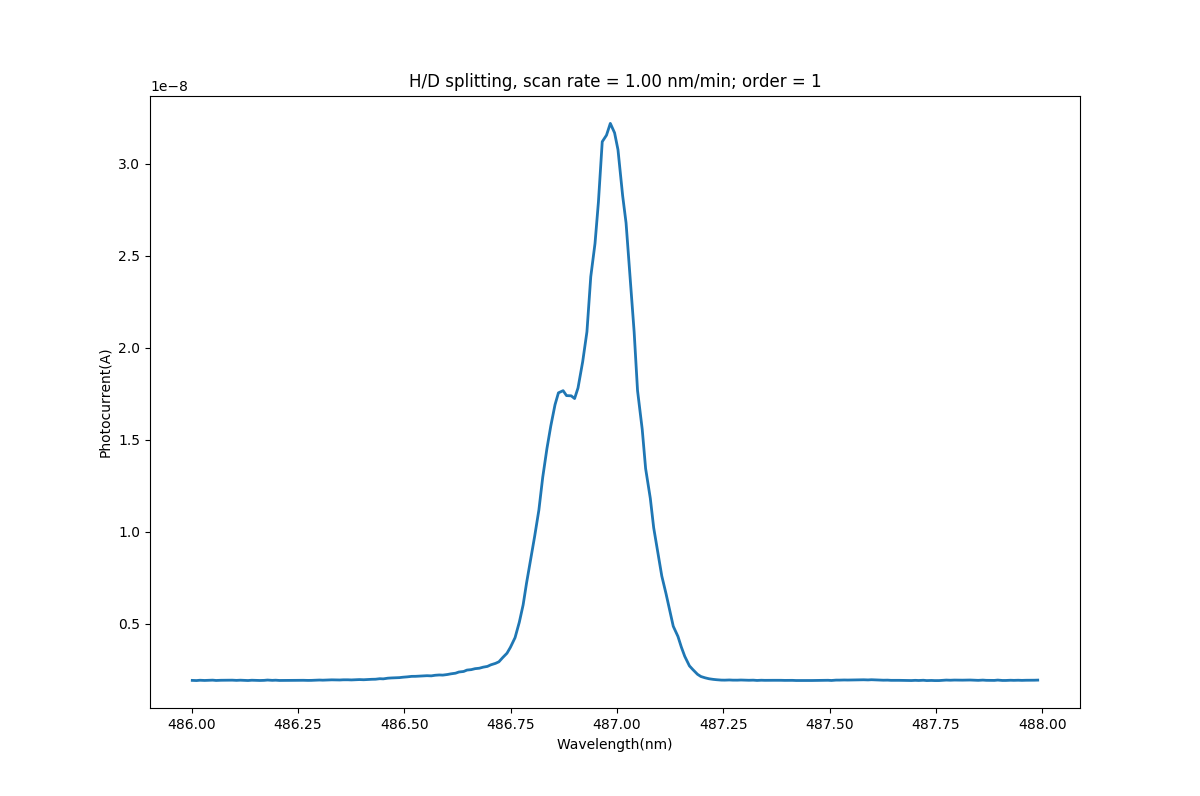 H/D splitting, scan rate = 1.00 nm/min; order = 1
1e−8
3.0
2.5
2.0
1.5
1.0
0.5
Photocurrent(A)
486.00 486.25 486.50 486.75 487.00 487.25 487.50 487.75 488.00
Wavelength(nm)